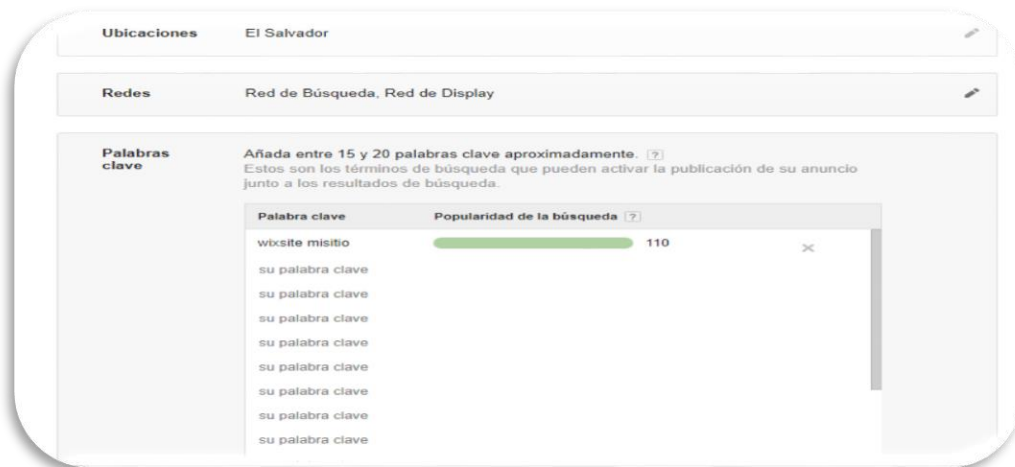 Ubicaciones El Salvador
Redes Red de Búsqueda, Red de Display
Palabras clave
Añada entre 15 y 20 palabras clave aproximadamente. ?
Estos son los términos de búsqueda que pueden activar la publicación de su anuncio
junto a los resultados de búsqueda.
Palabra clave Popularidad de la búsqueda ?
wixsite misitio 110
su palabra clave
su palabra clave
su palabra clave
su palabra clave
su palabra clave
su palabra clave
su palabra clave
su palabra clave